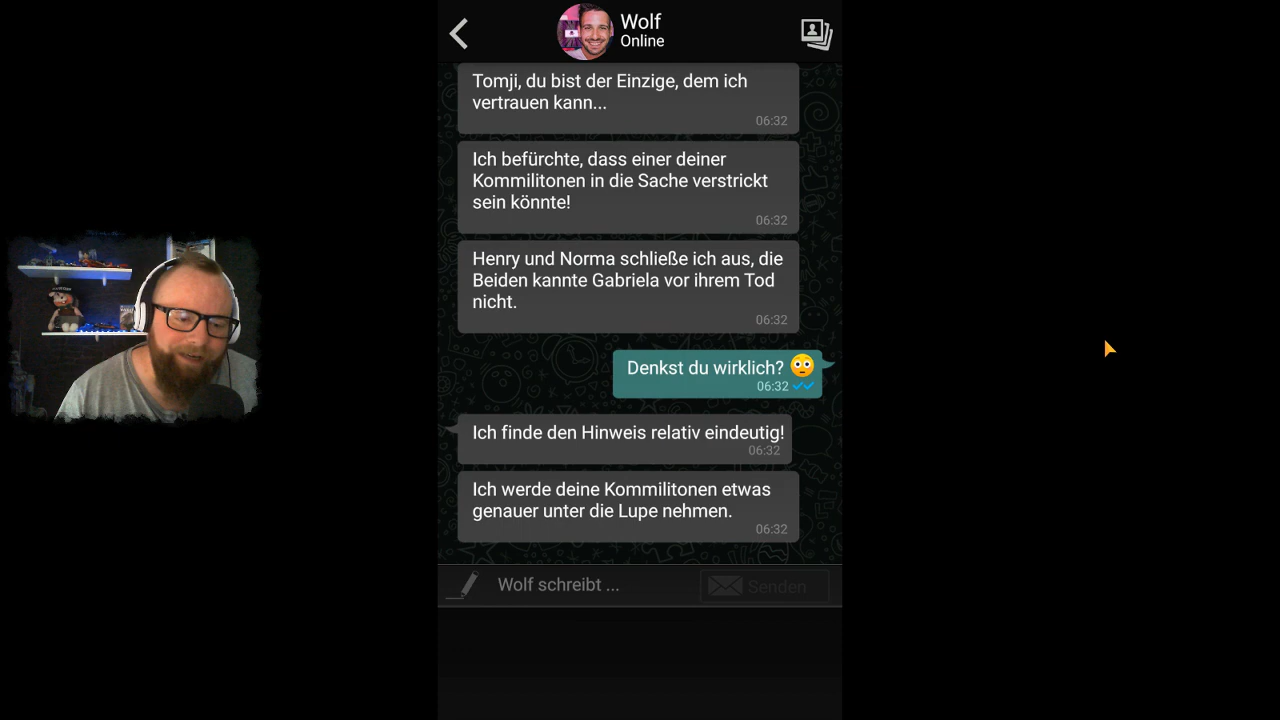 Wolf
Online
Tomji, du bist der Einzige, dem ich
vertrauen kann...
06:32
Ich befürchte, dass einer deiner
Kommilitonen in die Sache verstrickt
sein könnte!
06:32
Henry und Norma schließe ich aus, die
Beiden kannte Gabriela vor ihrem Tod
nicht.
06:32
Denkst du wirklich? 😳
06:32
Ich finde den Hinweis relativ eindeutig!
06:32
Ich werde deine Kommilitonen etwas
genauer unter die Lupe nehmen.
06:32
Wolf schreibt ...
Senden